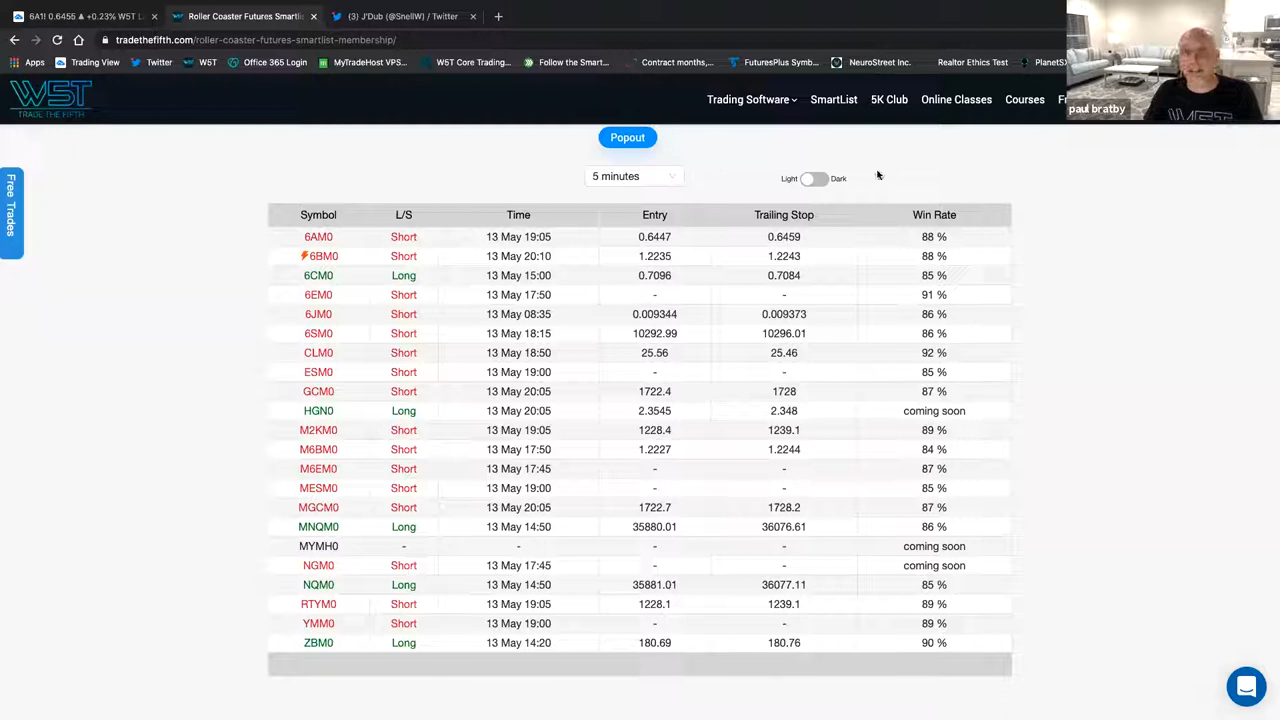 6A1! 0.6455 ▲ +0.23% W5T
Roller Coaster Futures Smartlis
(3) J'Dub (@SnellW) / Twitter
tradethefifth.com/roller-coaster-futures-smartlist-membership/
Apps Trading View Twitter W5T Office 365 Login MyTradeHos Trading... Follow... Smart... Contract months,... FuturesPlus Symb... NeuroStreet Inc. Realtor Ethics Test PlanetS
W5T
TRADE THE FIFTH
Trading Software SmartList 5K Club Online Classes Courses
paul bratby
Popout
Free Trades
5 minutes
Light Dark
Symbol L/S Time Entry Trailing Stop Win Rate
6AM0 Short 13 May 19:05 0.6447 0.6459 88 %
6BM0 Short 13 May 20:10 1.2235 1.2243 88 %
6CM0 Long 13 May 15:00 0.7096 0.7084 85 %
6EM0 Short 13 May 17:50 - - 91 %
6JM0 Short 13 May 08:35 0.009344 0.009373 86 %
6SM0 Short 13 May 18:15 10292.99 10296.01 86 %
CLM0 Short 13 May 18:50 25.56 25.46 92 %
ESM0 Short 13 May 19:00 - - 85 %
GCM0 Short 13 May 20:05 1722.4 1728 87 %
HGN0 Long 13 May 20:05 2.3545 2.348 coming soon
M2KM0 Short 13 May 19:05 1228.4 1239.1 89 %
M6BM0 Short 13 May 17:50 1.2227 1.2244 84 %
M6EM0 Short 13 May 17:45 - - 87 %
MESM0 Short 13 May 19:00 - - 85 %
MGCM0 Short 13 May 20:05 1722.7 1728.2 87 %
MNQM0 Long 13 May 14:50 35880.01 36076.61 86 %
MYMH0 - - - - coming soon
NGM0 Short 13 May 17:45 - - coming soon
NQM0 Long 13 May 14:50 35881.01 36077.11 85 %
RTYM0 Short 13 May 19:05 1228.1 1239.1 89 %
YMM0 Short 13 May 19:00 - - 89 %
ZBM0 Long 13 May 14:20 180.69 180.76 90 %